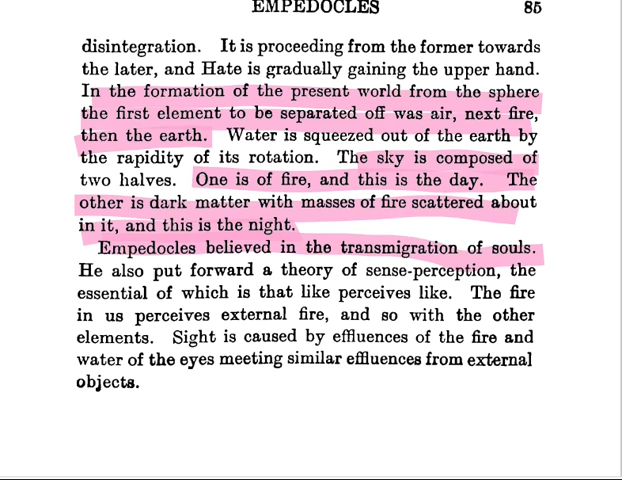 EMPEDOCLES 85
disintegration. It is proceeding from the former towards
the later, and Hate is gradually gaining the upper hand.
In the formation of the present world from the sphere
the first element to be separated off was air, next fire,
then the earth. Water is squeezed out of the earth by
the rapidity of its rotation. The sky is composed of
two halves. One is of fire, and this is the day. The
other is dark matter with masses of fire scattered about
in it, and this is the night.
Empedocles believed in the transmigration of souls.
He also put forward a theory of sense-perception, the
essential of which is that like perceives like. The fire
in us perceives external fire, and so with the other
elements. Sight is caused by effluences of the fire and
water of the eyes meeting similar effluences from external
objects.